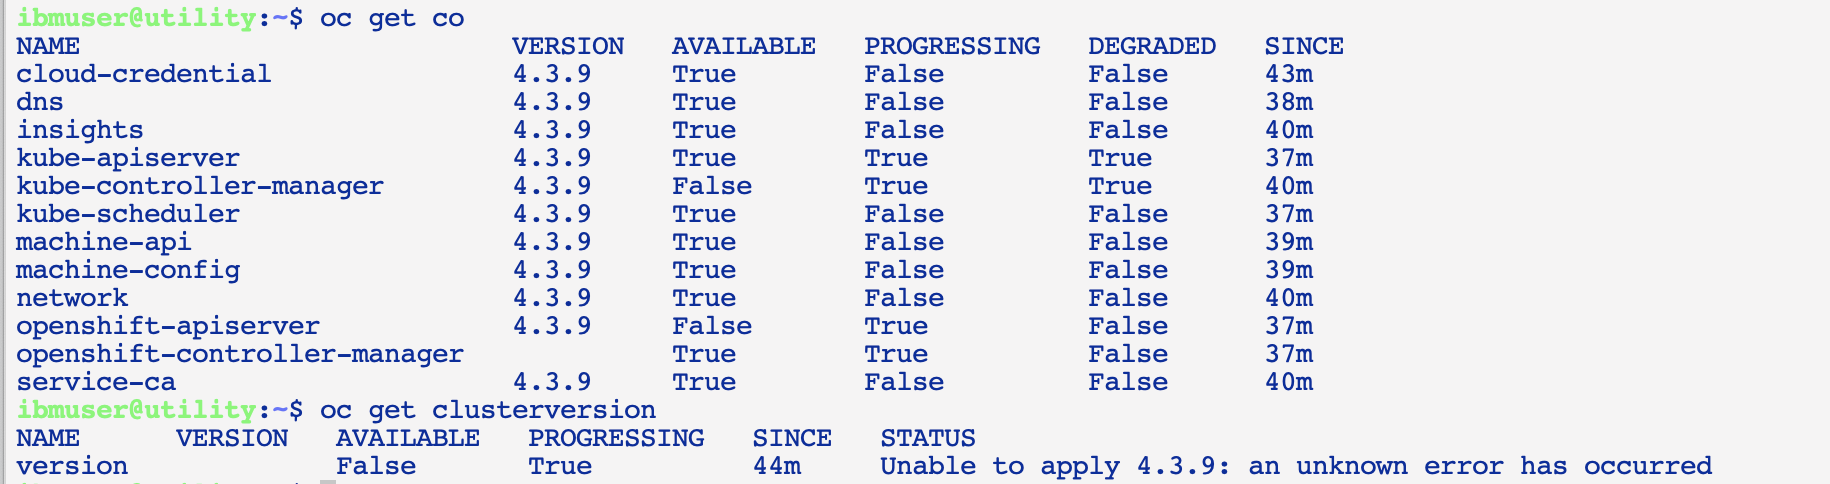 ibmuser@utility:~$ oc get co
NAME VERSION AVAILABLE PROGRESSING DEGRADED SINCE
cloud-credential 4.3.9 True False False 43m
dns 4.3.9 True False False 38m
insights 4.3.9 True False False 40m
kube-apiserver 4.3.9 True True True 37m
kube-controller-manager 4.3.9 False True True 40m
kube-scheduler 4.3.9 True False False 37m
machine-api 4.3.9 True False False 39m
machine-config 4.3.9 True False False 39m
network 4.3.9 True False False 40m
openshift-apiserver 4.3.9 False True False 37m
openshift-controller-manager True True False 37m
service-ca 4.3.9 True False False 40m
ibmuser@utility:~$ oc get clusterversion
NAME VERSION AVAILABLE PROGRESSING SINCE STATUS
version False True 44m Unable to apply 4.3.9: an unknown error has occurred